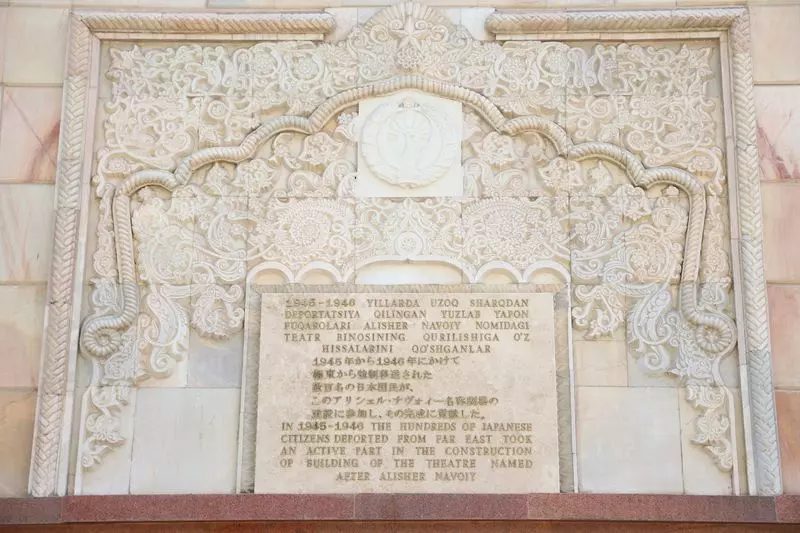 1945-1946 YILLARDA UZOQ SHARQDAN
DEPORTATSIYA QILINGAN YUZLAB YAPON
FUQAROLARI ALISHER NAVOIY NOMIDAGI
TEATR BINOSINING QURILISHIGA O'Z
HISSALARINI QO'SHGANLAR
1945年から1946年にかけて
極東から強制移送された
数百名の日本国民が、
このアリシェル・ナヴォイー名称劇場の
建設に参加し、その完成に貢献した。
IN 1945-1946 THE HUNDREDS OF JAPANESE
CITIZENS DEPORTED FROM FAR EAST TOOK
AN ACTIVE PART IN THE CONSTRUCTION
OF BUILDING OF THE THEATRE NAMED
AFTER ALISHER NAVOIY